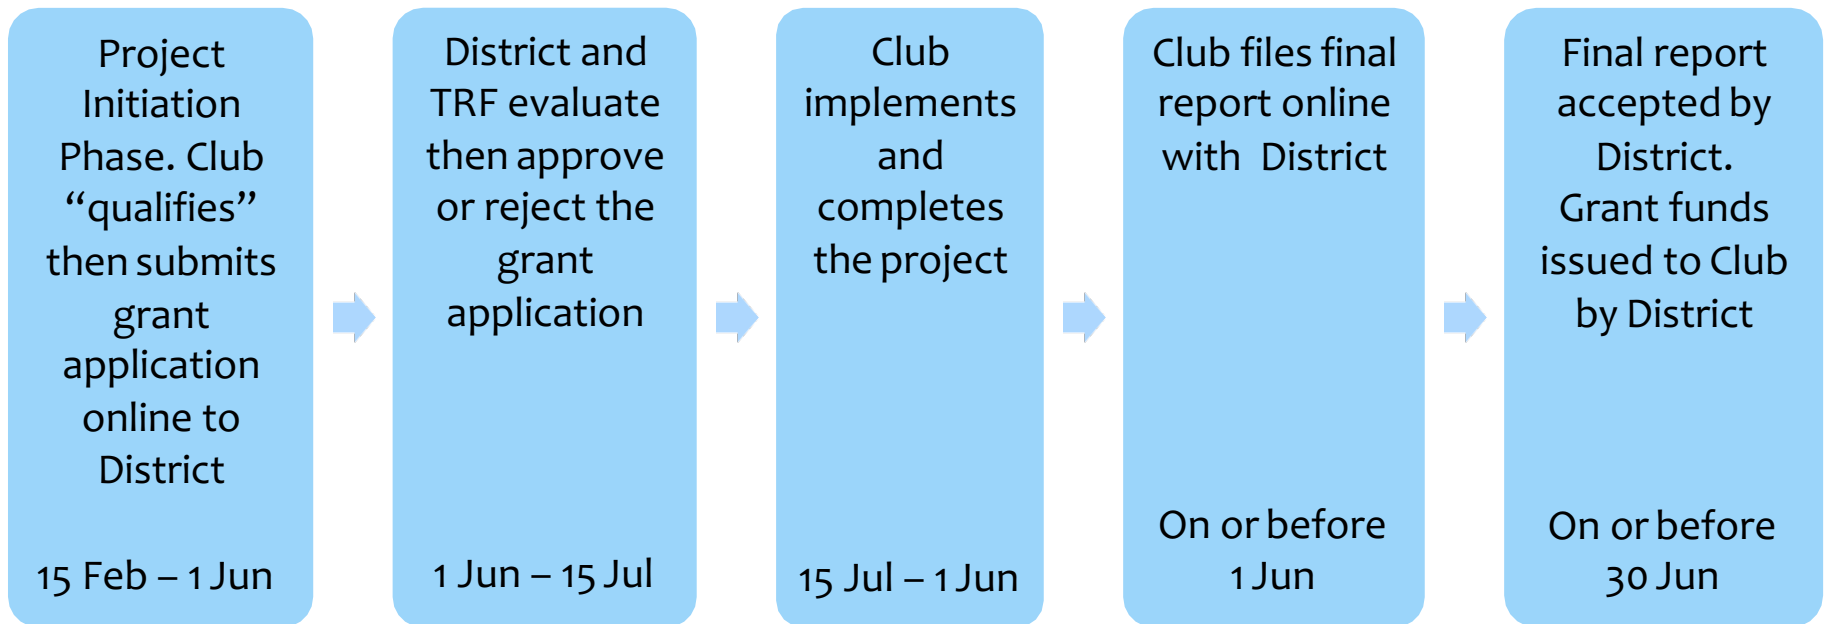 Project
Initiation
Phase. Club
“qualifies”
then submits
grant
application
online to
District
15 Feb – 1 Jun
District and
TRF evaluate
then approve
or reject the
grant
application
1 Jun – 15 Jul
Club
implements
and
completes
the project
15 Jul – 1 Jun
Club files final
report online
with District
On or before
1 Jun
Final report
accepted by
District.
Grant funds
issued to Club
by District
On or before
30 Jun